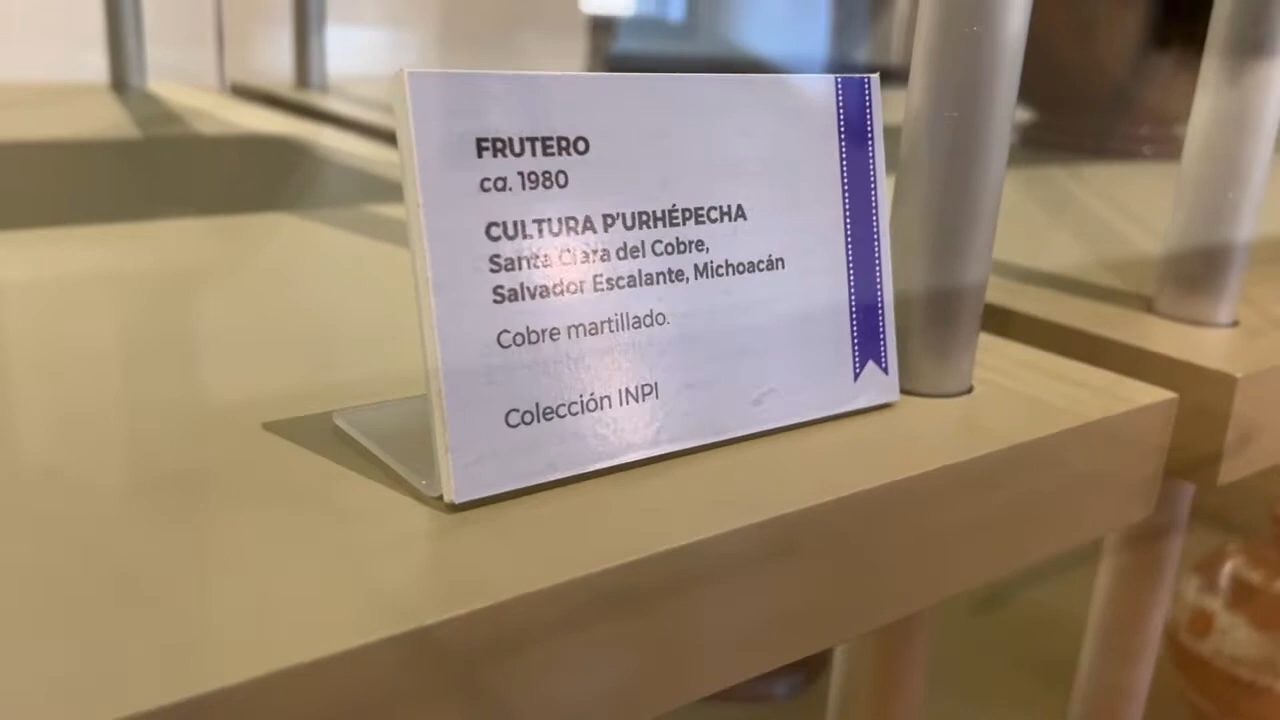 FRUTERO
ca. 1980
CULTURA P'URHÉPECHA
Santa Clara del Cobre,
Salvador Escalante, Michoacán
Cobre martillado.
Colección INPI